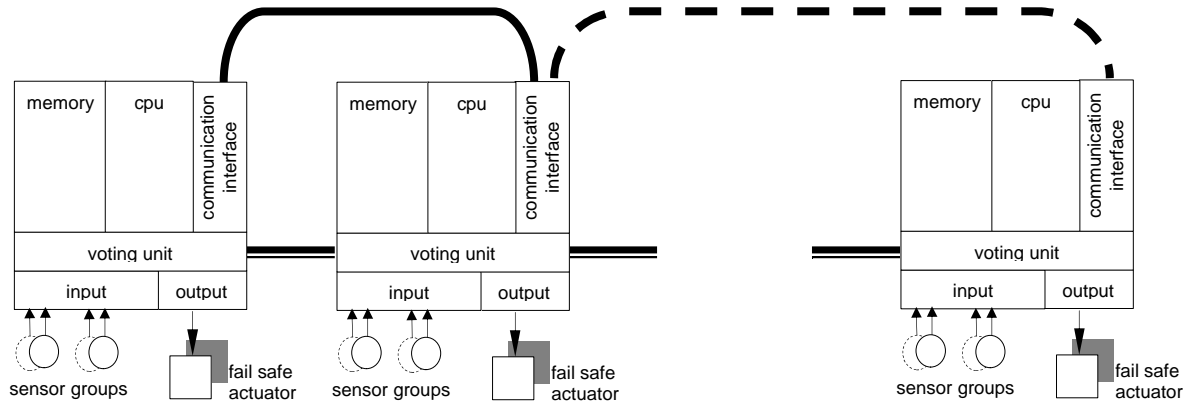 memory
cpu
communication
interface
voting unit
input
output
sensor groups
fail safe
actuator
memory
cpu
communication
interface
voting unit
input
output
sensor groups
fail safe
actuator
memory
cpu
communication
interface
voting unit
input
output
sensor groups
fail safe
actuator